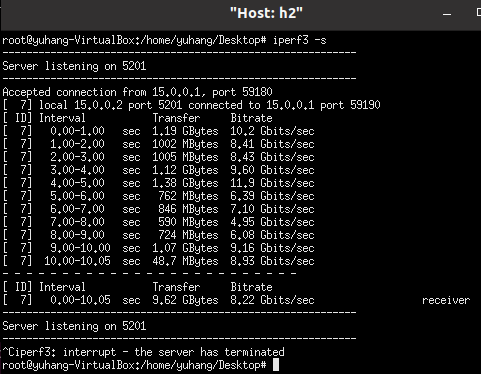 "Host: h2"
root@yuhang-VirtualBox:/home/yuhang/Desktop# iperf3 -s
-----------------------------------------------------------
Server listening on 5201
-----------------------------------------------------------
Accepted connection from 15.0.0.1, port 59180
[  7] local 15.0.0.2 port 5201 connected to 15.0.0.1 port 59190
[ ID] Interval           Transfer     Bitrate
[  7]   0.00-1.00   sec  1.19 GBytes  10.2 Gbits/sec
[  7]   1.00-2.00   sec  1002 MBytes  8.41 Gbits/sec
[  7]   2.00-3.00   sec  1005 MBytes  8.43 Gbits/sec
[  7]   3.00-4.00   sec  1.12 GBytes  9.60 Gbits/sec
[  7]   4.00-5.00   sec  1.38 GBytes  11.9 Gbits/sec
[  7]   5.00-6.00   sec   762 MBytes  6.39 Gbits/sec
[  7]   6.00-7.00   sec   846 MBytes  7.10 Gbits/sec
[  7]   7.00-8.00   sec   590 MBytes  4.95 Gbits/sec
[  7]   8.00-9.00   sec   724 MBytes  6.08 Gbits/sec
[  7]   9.00-10.00  sec  1.07 GBytes  9.16 Gbits/sec
[  7]  10.00-10.05  sec  48.7 MBytes  8.93 Gbits/sec
- - - - - - - - - - - - - - - - - - - - - - - - -
[ ID] Interval           Transfer     Bitrate
[  7]   0.00-10.05  sec  9.62 GBytes  8.22 Gbits/sec                  receiver
-----------------------------------------------------------
Server listening on 5201
-----------------------------------------------------------
^Ciperf3: interrupt - the server has terminated
root@yuhang-VirtualBox:/home/yuhang/Desktop#